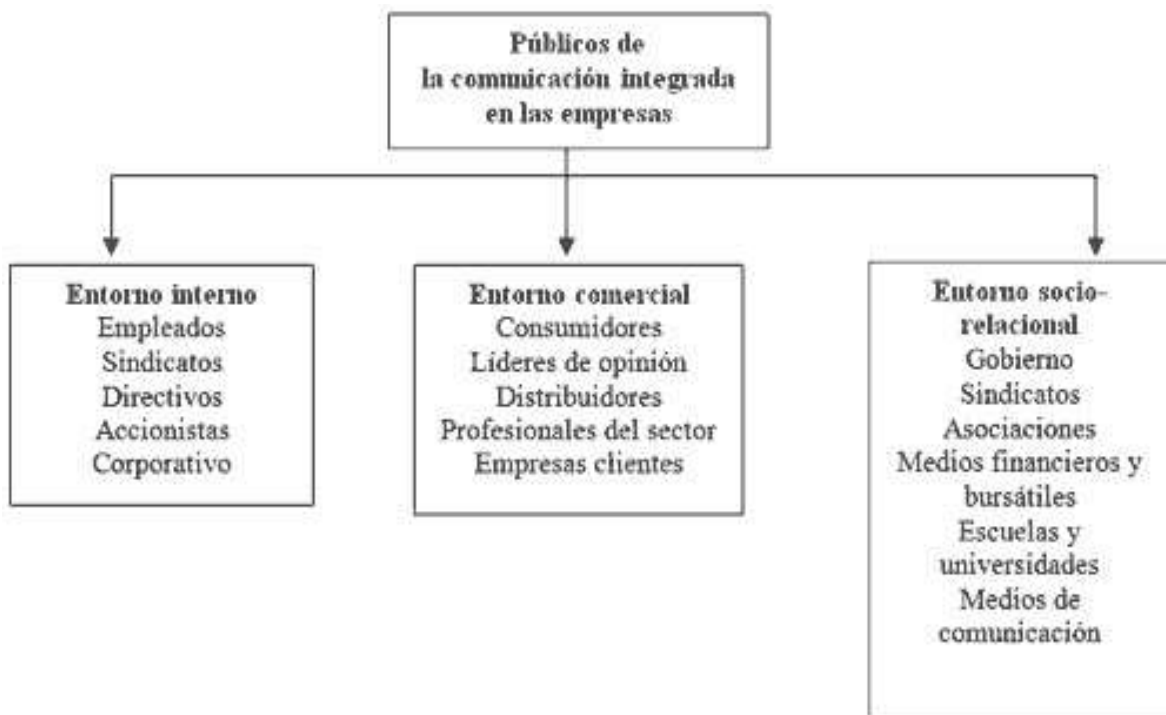 Públicos de
la comunicación integrada
en las empresas
Entorno interno
Empleados
Sindicatos
Directivos
Accionistas
Corporativo
Entorno comercial
Consumidores
Líderes de opinión
Distribuidores
Profesionales del sector
Empresas clientes
Entorno socio-
relacional
Gobierno
Sindicatos
Asociaciones
Medios financieros y
bursátiles
Escuelas y
universidades
Medios de
comunicación